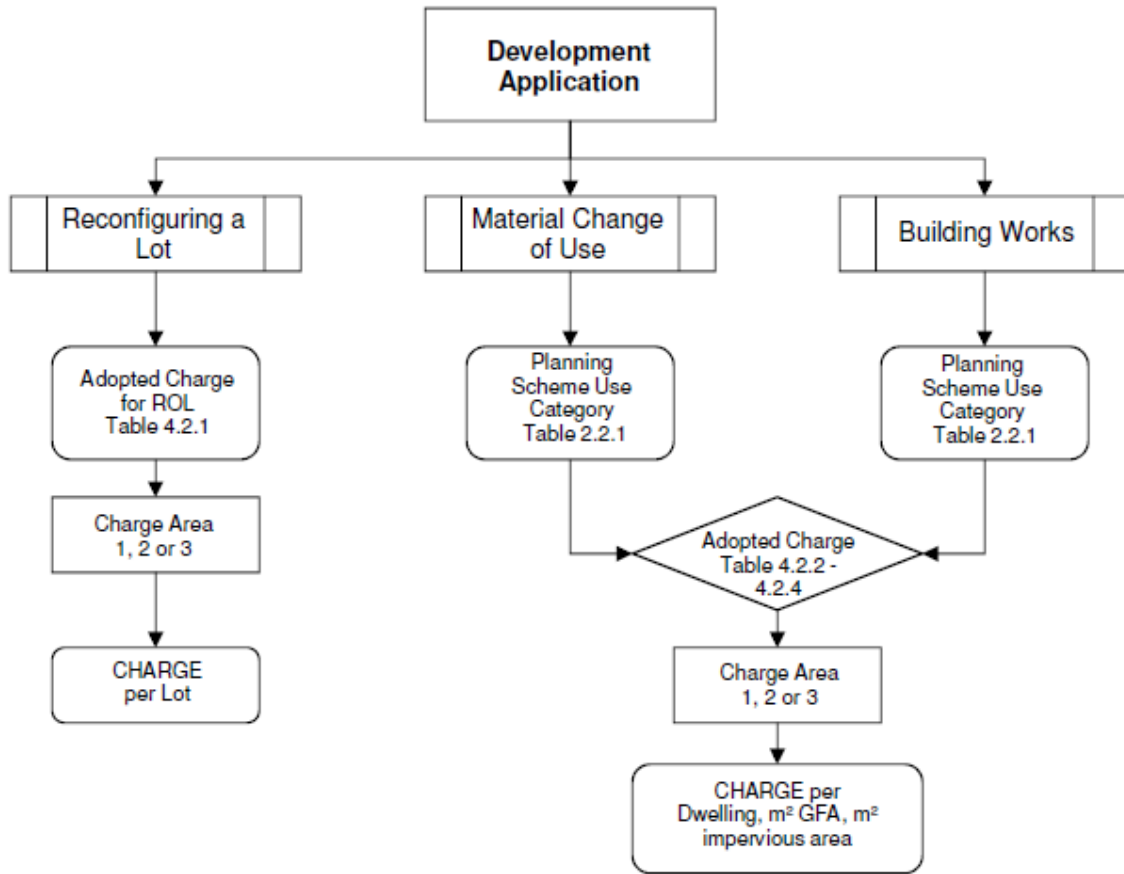 Development
Application
Reconfiguring a
Lot
Material Change
of Use
Building Works
Adopted Charge
for ROL
Table 4.2.1
Planning
Scheme Use
Category
Table 2.2.1
Planning
Scheme Use
Category
Table 2.2.1
Charge Area
1, 2 or 3
Adopted Charge
Table 4.2.2 -
4.2.4
CHARGE
per Lot
Charge Area
1, 2 or 3
CHARGE per
Dwelling, m² GFA, m²
impervious area